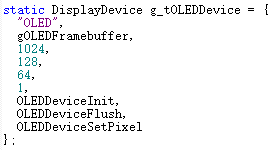 static DisplayDevice g_tOLEDDevice = {
"OLED",
gOLEDFramebuffer,
1024,
128,
64,
1,
OLEDDeviceInit,
OLEDDeviceFlush,
OLEDDeviceSetPixel
};